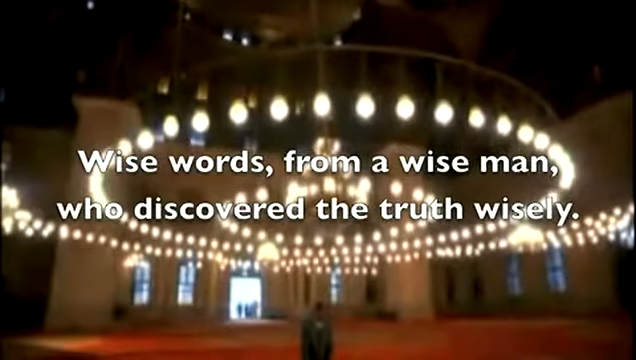 Wise words, from a wise man,
who discovered the truth wisely.